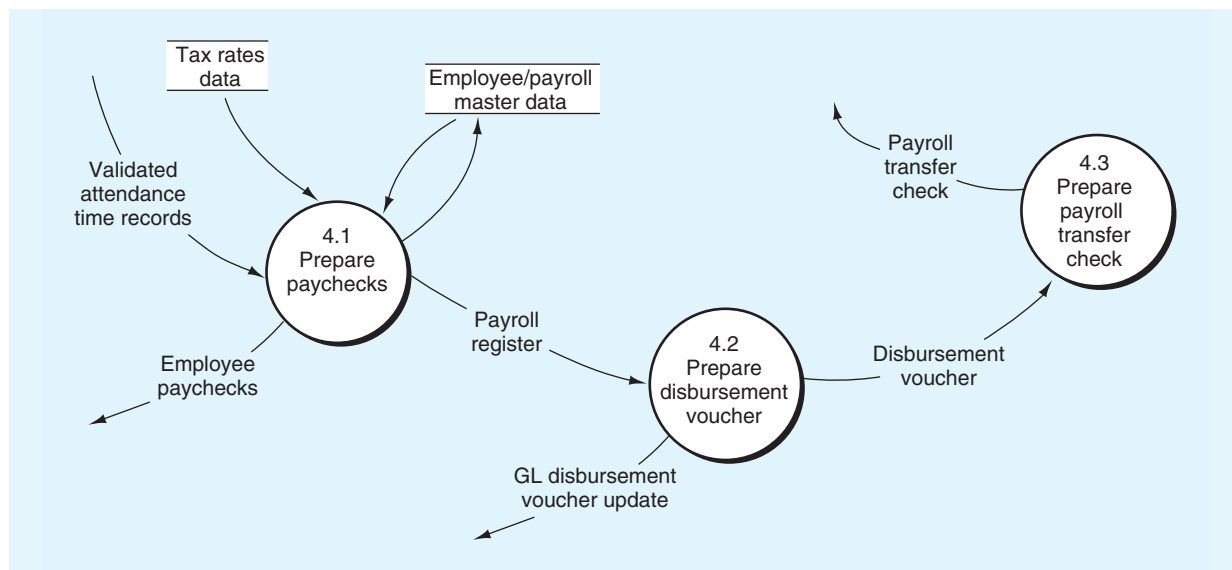 Tax rates
data
Employee/payroll
master data
Validated
attendance
time records
4.1
Prepare
paychecks
Employee
paychecks
Payroll
register
4.2
Prepare
disbursement
voucher
GL disbursement
voucher update
Disbursement
voucher
4.3
Prepare
payroll
transfer
check
Payroll
transfer
check